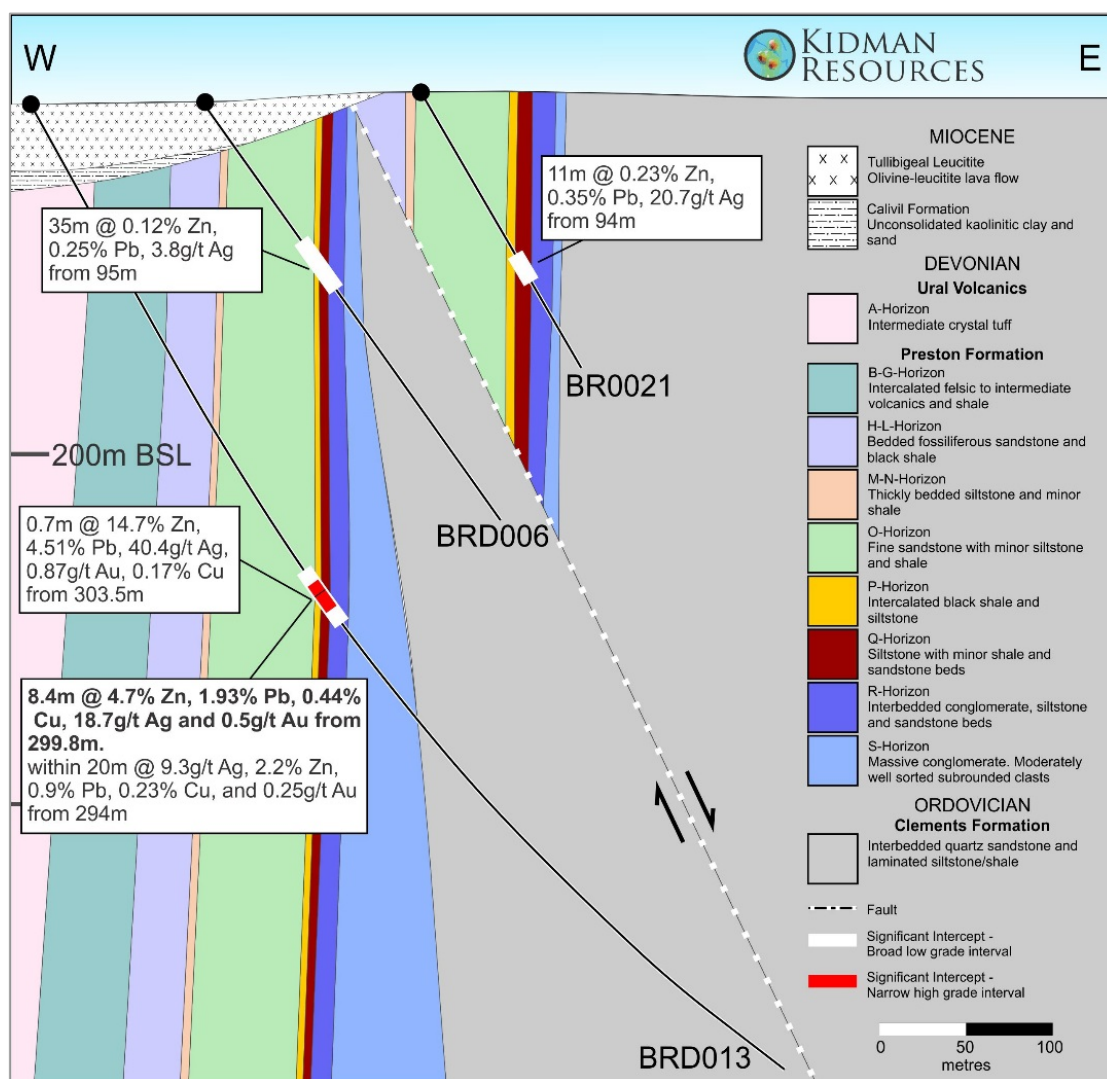 W
KIDMAN
RESOURCES
E
MIOCENE
Tullibigeal Leucitite
Olivine-leucitite lava flow
Calivil Formation
Unconsolidated kaolinitic clay and
sand
DEVONIAN
Ural Volcanics
A-Horizon
Intermediate crystal tuff
Preston Formation
B-G-Horizon
Intercalated felsic to intermediate
volcanics and shale
H-L-Horizon
Bedded fossiliferous sandstone and
black shale
M-N-Horizon
Thickly bedded siltstone and minor
shale
O-Horizon
Fine sandstone with minor siltstone
and shale
P-Horizon
Intercalated black shale and
siltstone
Q-Horizon
Siltstone with minor shale and
sandstone beds
R-Horizon
Interbedded conglomerate, siltstone
and sandstone beds
S-Horizon
Massive conglomerate. Moderately
well sorted subrounded clasts
ORDOVICIAN
Clements Formation
Interbedded quartz sandstone and
laminated siltstone/shale
Fault
Significant Intercept -
Broad low grade interval
Significant Intercept -
Narrow high grade interval
0 50 100
metres
11m @ 0.23% Zn,
0.35% Pb, 20.7g/t Ag
from 94m
35m @ 0.12% Zn,
0.25% Pb, 3.8g/t Ag
from 95m
BR0021
200m BSL
BRD006
0.7m @ 14.7% Zn,
4.51% Pb, 40.4g/t Ag,
0.87g/t Au, 0.17% Cu
from 303.5m
8.4m @ 4.7% Zn, 1.93% Pb, 0.44%
Cu, 18.7g/t Ag and 0.5g/t Au from
299.8m.
within 20m @ 9.3g/t Ag, 2.2% Zn,
0.9% Pb, 0.23% Cu, and 0.25g/t Au
from 294m
BRD013